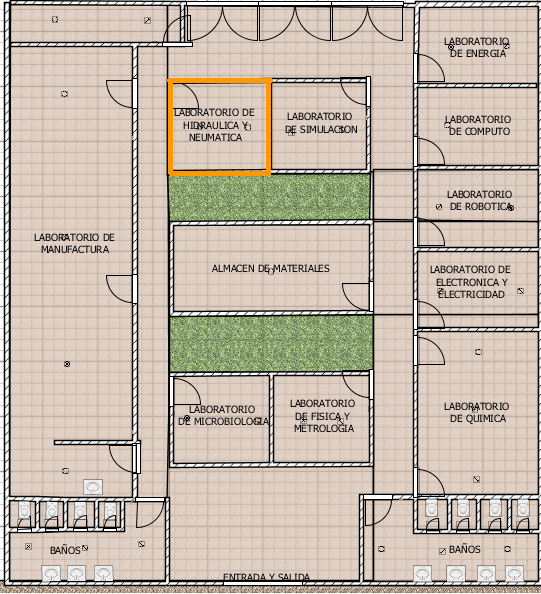 LABORATORIO
DE ENERGIA
LABORATORIO DE
HIDRAULICA Y
NEUMATICA
LABORATORIO
DE SIMULACION
LABORATORIO
DE COMPUTO
LABORATORIO
DE ROBOTICA
LABORATORIO DE
MANUFACTURA
ALMACEN DE MATERIALES
LABORATORIO DE
ELECTRONICA Y
ELECTRICIDAD
LABORATORIO
DE MICROBIOLOGIA
LABORATORIO
DE FISICA Y
METROLOGIA
LABORATORIO
DE QUIMICA
BAÑOS
BAÑOS
ENTRADA Y SALIDA